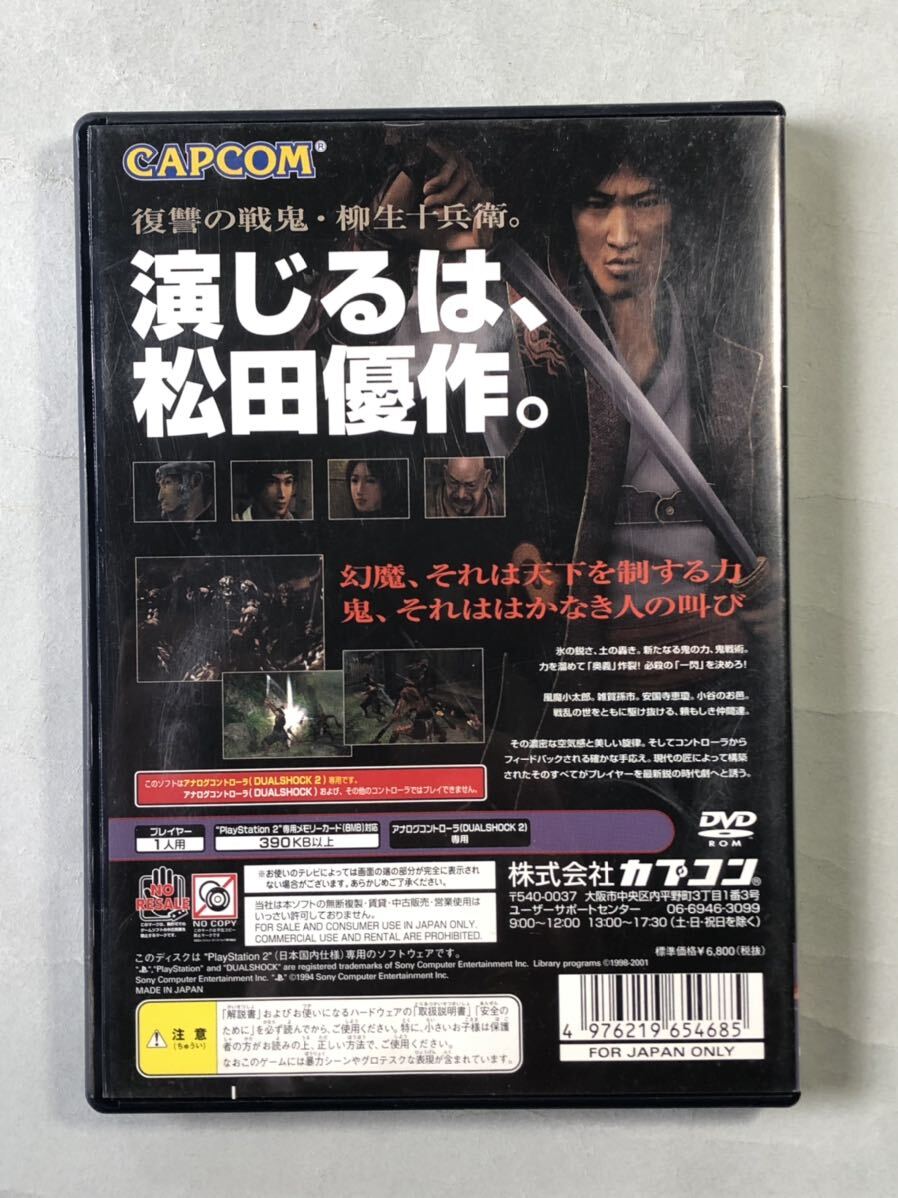 CAPCOM®
復讐の戦鬼・柳生十兵衛。
演じるは、
松田優作。
幻魔、それは天下を制する力
鬼、それははかなき人の叫び
氷の鋭さ、土の轟き。新たなる鬼の力、鬼戦術。
力を溜めて「奥義」炸裂！必殺の「一閃」を決めろ！
風魔小太郎。雑賀孫市。安国寺恵瓊。小谷のお邑。
戦乱の世をともに駆け抜ける、頼もしき仲間達。
その濃密な空気感と美しい旋律。そしてコントローラから
フィードバックされる確かな手応え。現代の匠によって構築
されたそのすべてがプレイヤーを最新鋭の時代劇へと誘う。
このソフトはアナログコントローラ(DUALSHOCK 2)専用です。
アナログコントローラ(DUALSHOCK)および、その他のコントローラではプレイできません。
プレイヤー
1人用
"PlayStation 2"専用メモリーカード(8MB)対応
390KB以上
アナログコントローラ(DUALSHOCK 2)
専用
DVD
ROM
NO
RESALE
NO COPY
※お使いのテレビによっては画面の端の部分が完全に表示され
ない場合がございます。あらかじめご了承ください。
当社は本ソフトの無断複製・賃貸・中古販売・営業使用は
いっさい許可しておりません。
FOR SALE AND CONSUMER USE IN JAPAN ONLY.
COMMERCIAL USE AND RENTAL ARE PROHIBITED.
株式会社 カプコン®
〒540-0037 大阪市中央区内平野町3丁目1番3号
ユーザーサポートセンター 06-6946-3099
9:00〜12:00 13:00〜17:30(土・日・祝日を除く)
このディスクは "PlayStation 2"(日本国内仕様)専用のソフトウェアです。
標準価格￥6,800(税抜)
", "PlayStation" and "DUALSHOCK" are registered trademarks of Sony Computer Entertainment Inc. Library programs ©1998-2001
Sony Computer Entertainment Inc. ©1994 Sony Computer Entertainment Inc.
MADE IN JAPAN
注意
(ちゅうい)
「解説書」およびお使いになるハードウェアの「取扱説明書」「安全の
ために」を必ず読んでから、ご使用ください。特に、小さいお子様は保護
者の方がお読みの上、正しい方法で、ご使用ください。
なおこのゲームには暴力シーンやグロテスクな表現が含まれています。
4 976219 654685
FOR JAPAN ONLY